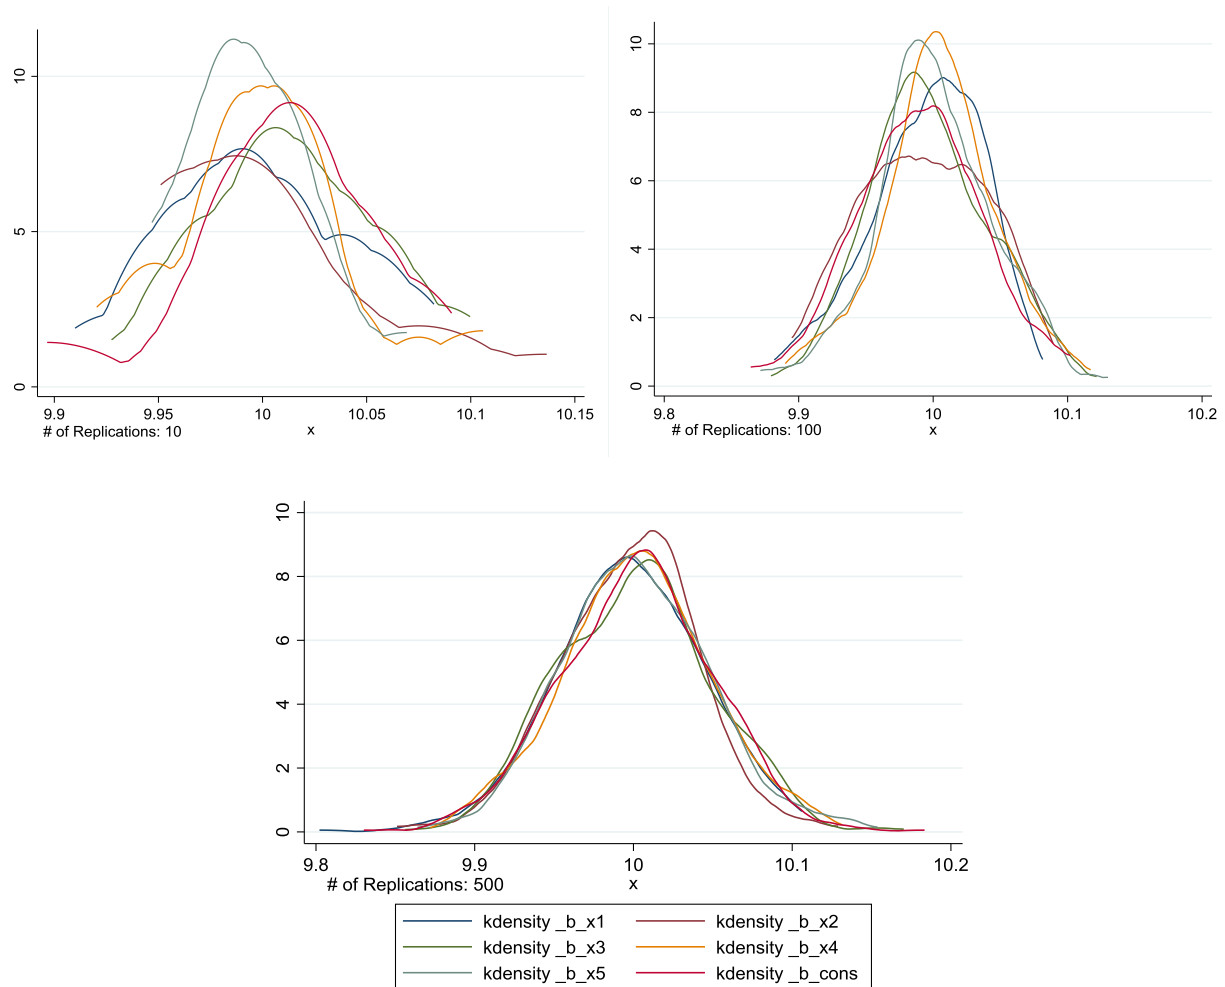 10
5
0
9.9 9.95 10 10.05 10.1 10.15
# of Replications: 10 x
10
8
6
4
2
0
9.8 9.9 10 10.1 10.2
# of Replications: 100 x
10
8
6
4
2
0
9.8 9.9 10 10.1 10.2
# of Replications: 500 x
kdensity _b_x1 kdensity _b_x2
kdensity _b_x3 kdensity _b_x4
kdensity _b_x5 kdensity _b_cons